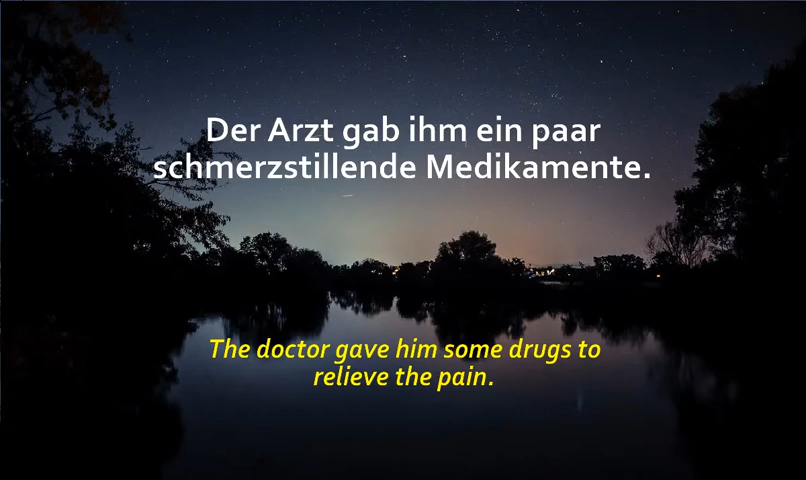 Der Arzt gab ihm ein paar
schmerzstillende Medikamente.
The doctor gave him some drugs to
relieve the pain.